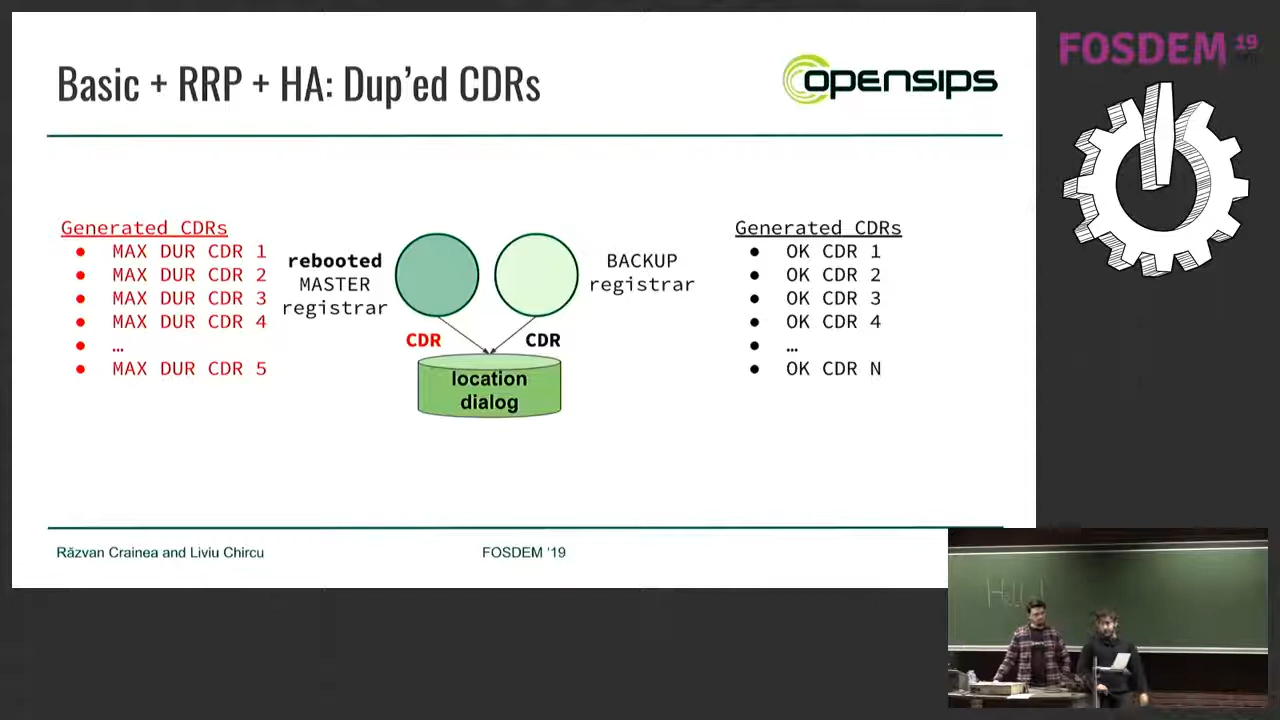 Basic + RRP + HA: Dup'ed CDRs
OPENSIPS
FOSDEM '19
Generated CDRs
MAX DUR CDR 1
MAX DUR CDR 2
MAX DUR CDR 3
MAX DUR CDR 4
…
MAX DUR CDR 5
rebooted
MASTER
registrar
BACKUP
registrar
CDR
CDR
location
dialog
Generated CDRs
OK CDR 1
OK CDR 2
OK CDR 3
OK CDR 4
…
OK CDR N
Răzvan Crainea and Liviu Chircu
FOSDEM '19